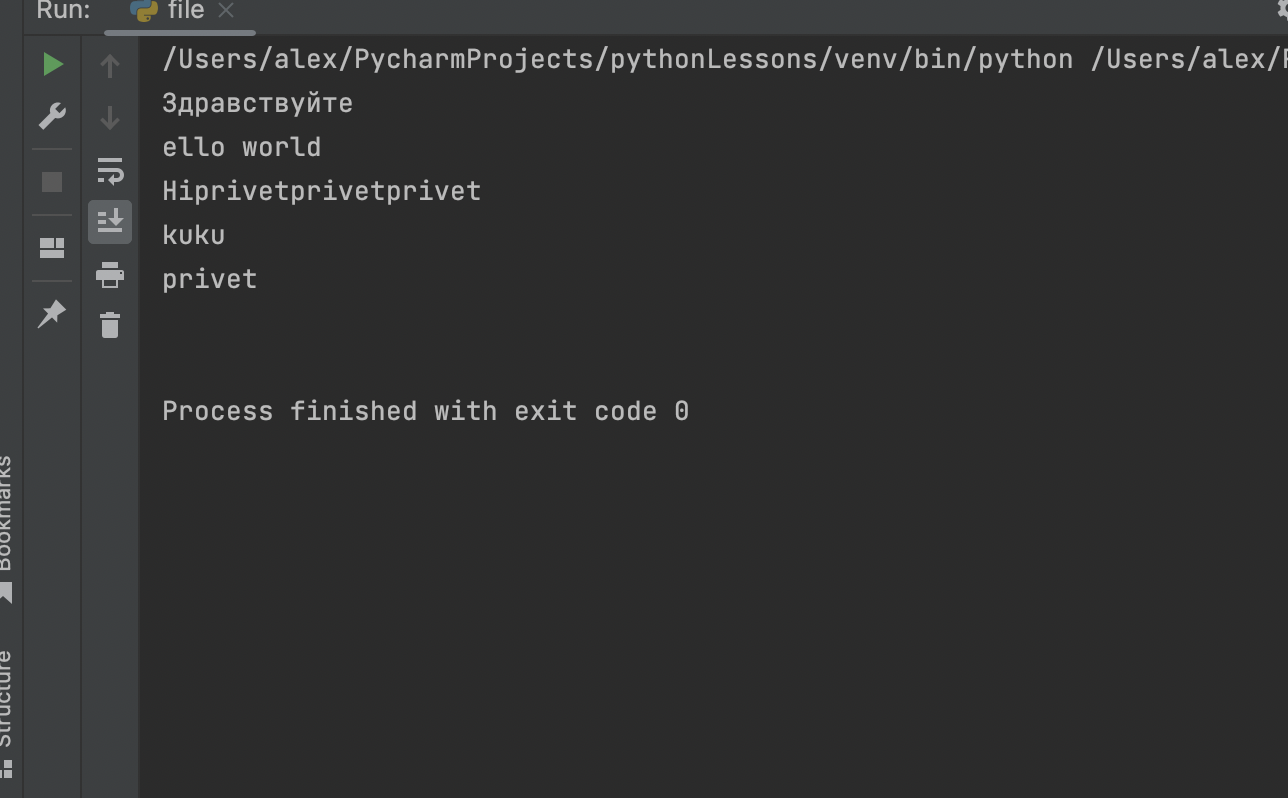 Run: file
/Users/alex/PycharmProjects/pythonLessons/venv/bin/python /Users/alex/
Здравствуйте
ello world
Hiprivetprivetprivet
kuku
privet
Process finished with exit code 0
Bookmarks
Structure